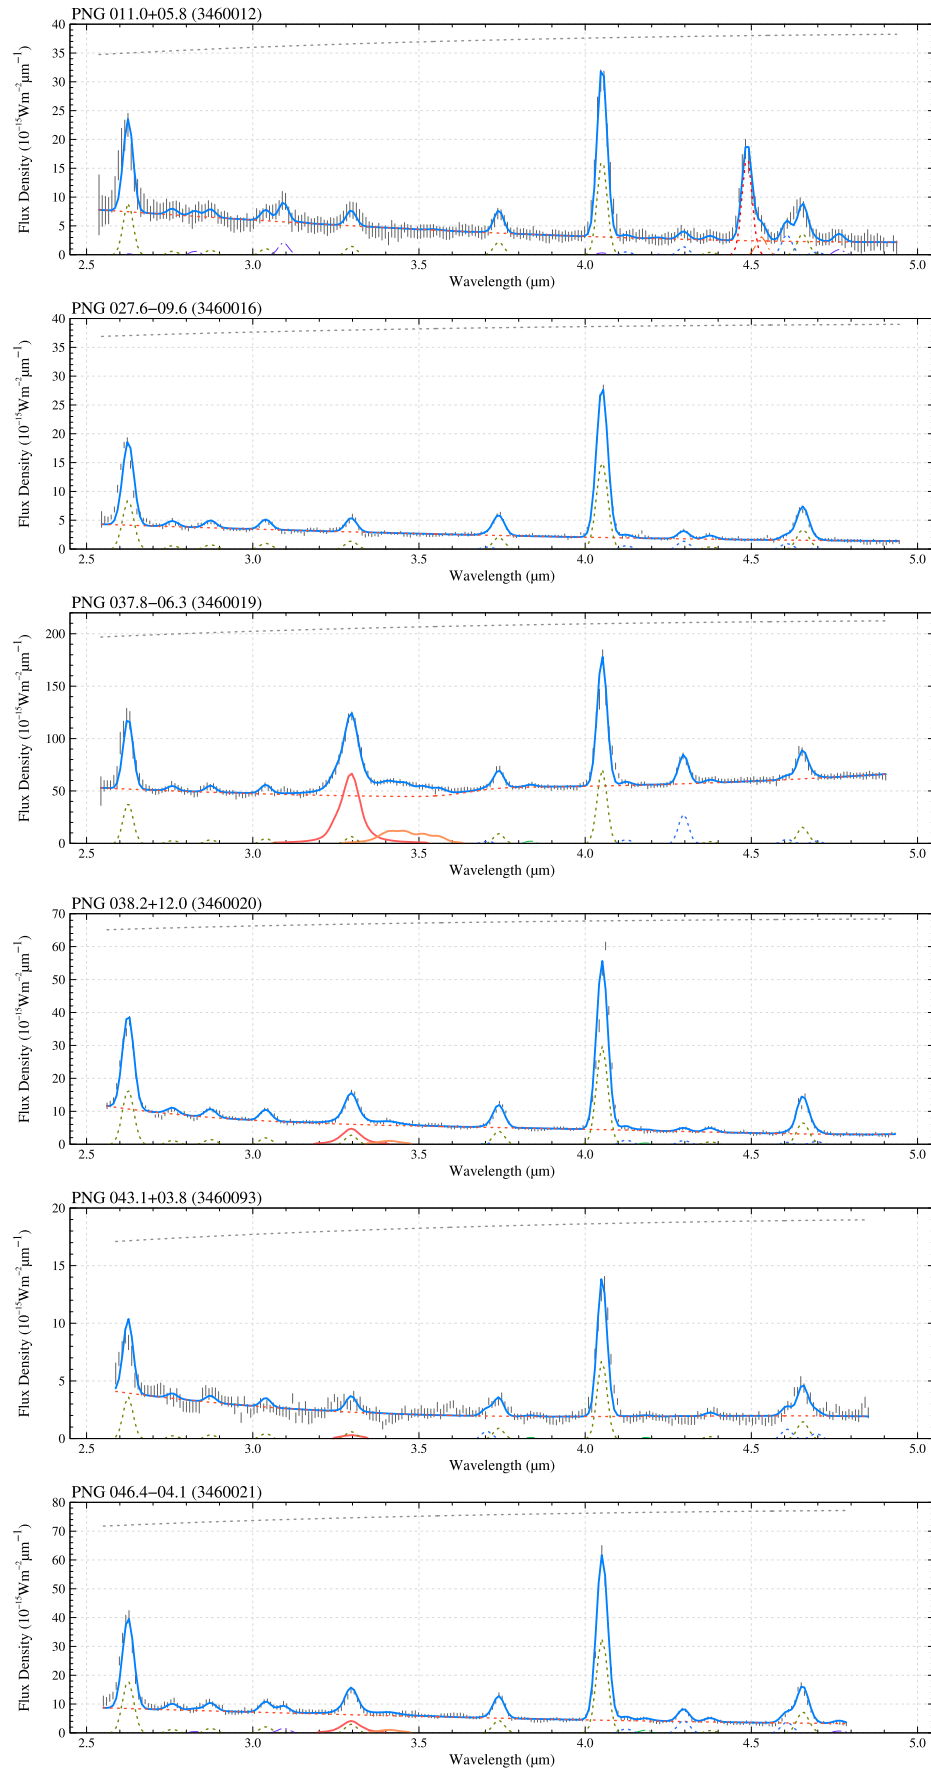 PNG 011.0+05.8 (3460012)
40
35
30
25
20
15
10
5
0
Flux Density (10⁻¹⁵Wm⁻²μm⁻¹)
2.5 3.0 3.5 4.0 4.5 5.0
Wavelength (μm)
PNG 027.6−09.6 (3460016)
40
35
30
25
20
15
10
5
0
Flux Density (10⁻¹⁵Wm⁻²μm⁻¹)
2.5 3.0 3.5 4.0 4.5 5.0
Wavelength (μm)
PNG 037.8−06.3 (3460019)
200
150
100
50
0
Flux Density (10⁻¹⁵Wm⁻²μm⁻¹)
2.5 3.0 3.5 4.0 4.5 5.0
Wavelength (μm)
PNG 038.2+12.0 (3460020)
70
60
50
40
30
20
10
0
Flux Density (10⁻¹⁵Wm⁻²μm⁻¹)
2.5 3.0 3.5 4.0 4.5 5.0
Wavelength (μm)
PNG 043.1+03.8 (3460093)
20
15
10
5
0
Flux Density (10⁻¹⁵Wm⁻²μm⁻¹)
2.5 3.0 3.5 4.0 4.5 5.0
Wavelength (μm)
PNG 046.4−04.1 (3460021)
80
70
60
50
40
30
20
10
0
Flux Density (10⁻¹⁵Wm⁻²μm⁻¹)
2.5 3.0 3.5 4.0 4.5 5.0
Wavelength (μm)